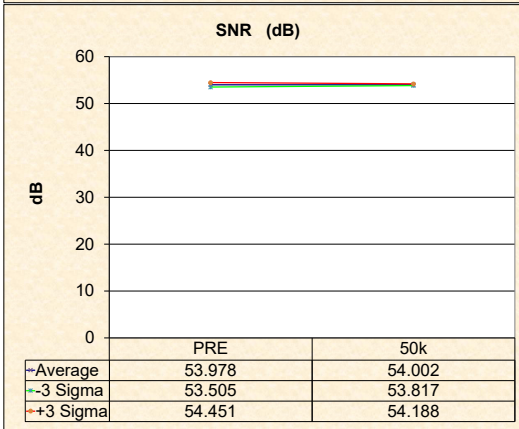 SNR (dB)
60
50
40
30
20
10
0
dB
PRE 50k
Average 53.978 54.002
-3 Sigma 53.505 53.817
+3 Sigma 54.451 54.188